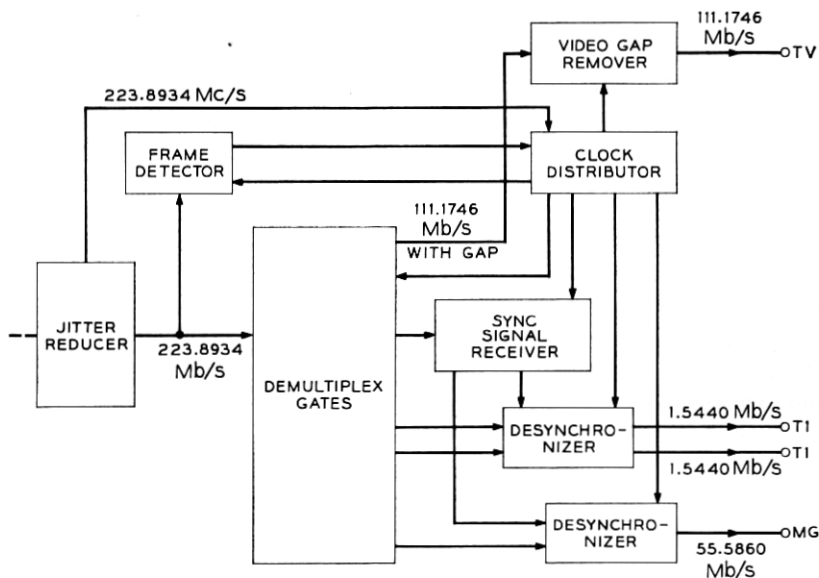 111.1746
Mb/s
VIDEO GAP
REMOVER
TV
223.8934 MC/S
FRAME
DETECTOR
CLOCK
DISTRIBUTOR
111.1746
Mb/s
WITH GAP
JITTER
REDUCER
223.8934
Mb/s
DEMULTIPLEX
GATES
SYNC
SIGNAL
RECEIVER
DESYNCHRO-
NIZER
1.5440 Mb/s
T1
T1
1.5440 Mb/s
DESYNCHRO-
NIZER
MG
55.5860
Mb/s